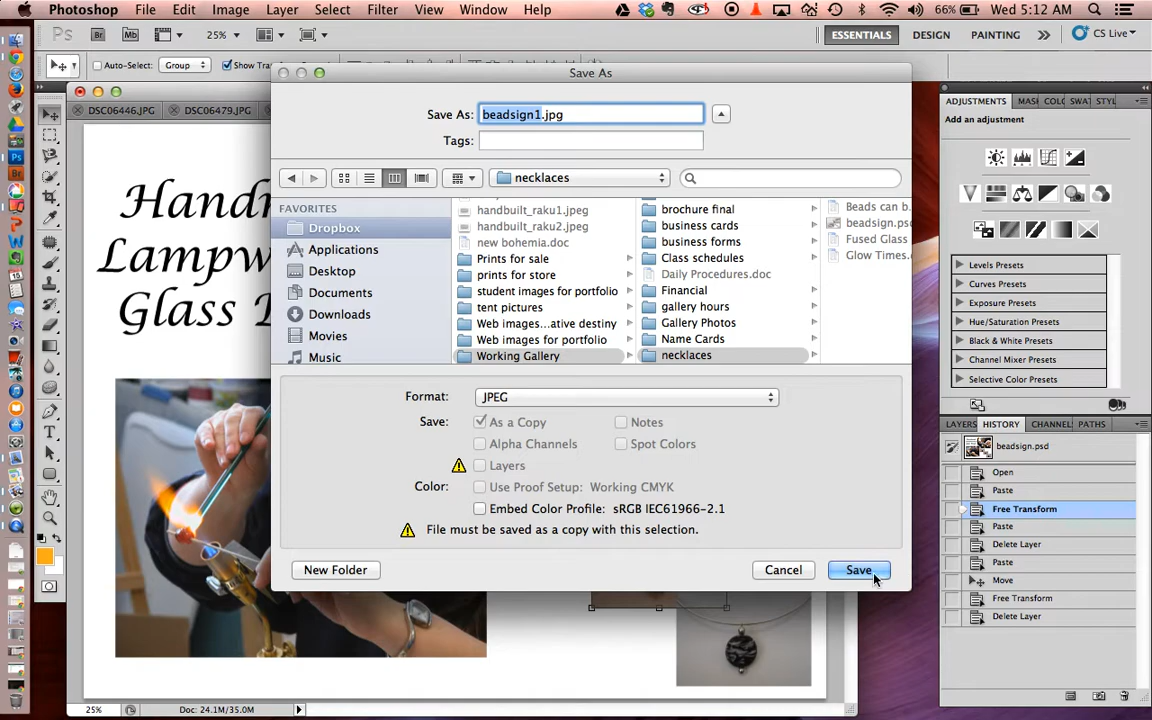 Photoshop File Edit Image Layer Select Filter View Window Help 66% Wed 5:12 AM
Ps Br Mb 25% ESSENTIALS DESIGN PAINTING CS Live
Auto-Select: Group Show
Save As
ADJUSTMENTS STYL
DSC06446.JPG DSC06479.JPG
Add an adjustment
Save As: beadsign1.jpg
Tags:
necklaces
FAVORITES
Dropbox
Applications
Desktop
Documents
Downloads
Movies
Music
handbuilt_raku1.jpeg
handbuilt_raku2.jpeg
new bohemia.doc
Prints for sale
prints for store
student images for portfolio
tent pictures
Web images...ative destiny
Web images for portfolio
Working Gallery
brochure final
business cards
business forms
Class schedules
Daily Procedures.doc
Financial
gallery hours
Gallery Photos
Name Cards
necklaces
Beads can b
beadsign.psd
Fused Glass
Glow Times.
Format: JPEG
Save: As a Copy Notes
Alpha Channels Spot Colors
Layers
Color: Use Proof Setup: Working CMYK
Embed Color Profile: sRGB IEC61966-2.1
File must be saved as a copy with this selection.
New Folder Cancel Save
Levels Presets
Curves Presets
Exposure Presets
Hue/Saturation Presets
Black & White Presets
Channel Mixer Presets
Selective Color Presets
LAYERS HISTORY CHANNEL PATHS
beadsign.psd
Open
Paste
Free Transform
Paste
Delete Layer
Paste
Move
Free Transform
Delete Layer
Handm
Lampw
Glass
25% Doc: 24.1M/35.0M